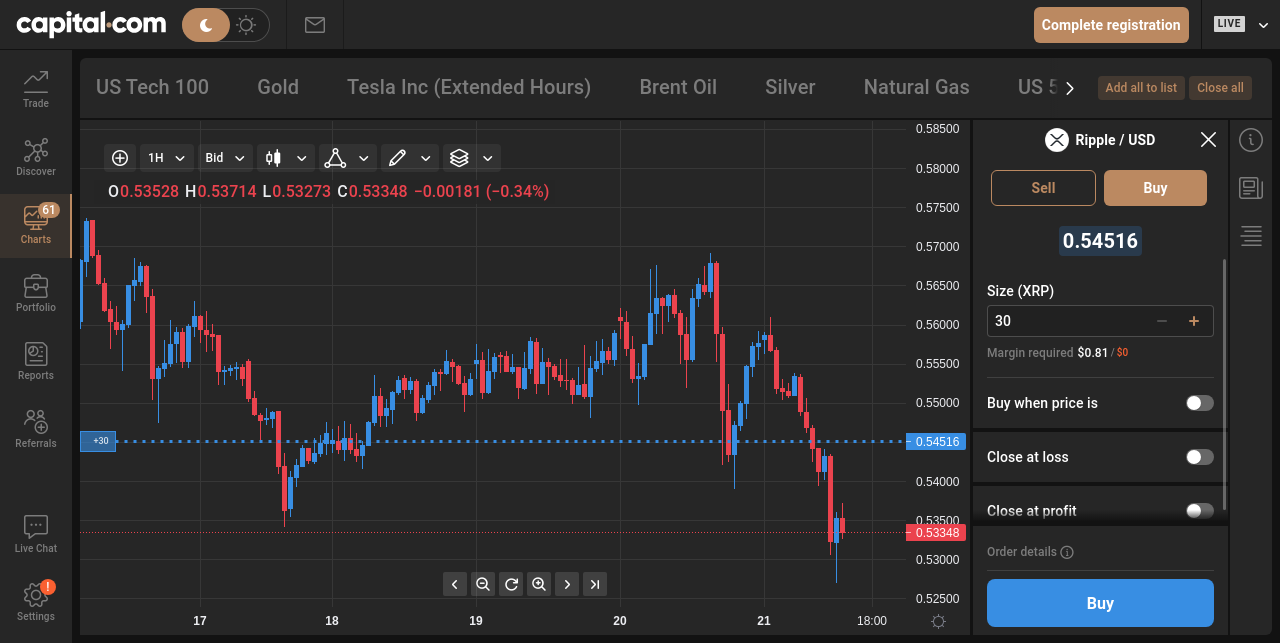 capital.com
Complete registration
LIVE
Trade
Discover
61
Charts
Portfolio
Reports
Referrals
Live Chat
!
Settings
US Tech 100 Gold Tesla Inc (Extended Hours) Brent Oil Silver Natural Gas US 5
Add all to list Close all
1H Bid
O0.53528 H0.53714 L0.53273 C0.53348 −0.00181 (−0.34%)
0.58500
0.58000
0.57500
0.57000
0.56500
0.56000
0.55500
0.55000
+30
0.54516
0.54000
0.53500
0.53348
0.53000
0.52500
17 18 19 20 21 18:00
Ripple / USD
Sell Buy
0.54516
Size (XRP)
30
Margin required $0.81 / $0
Buy when price is
Close at loss
Close at profit
Order details
Buy